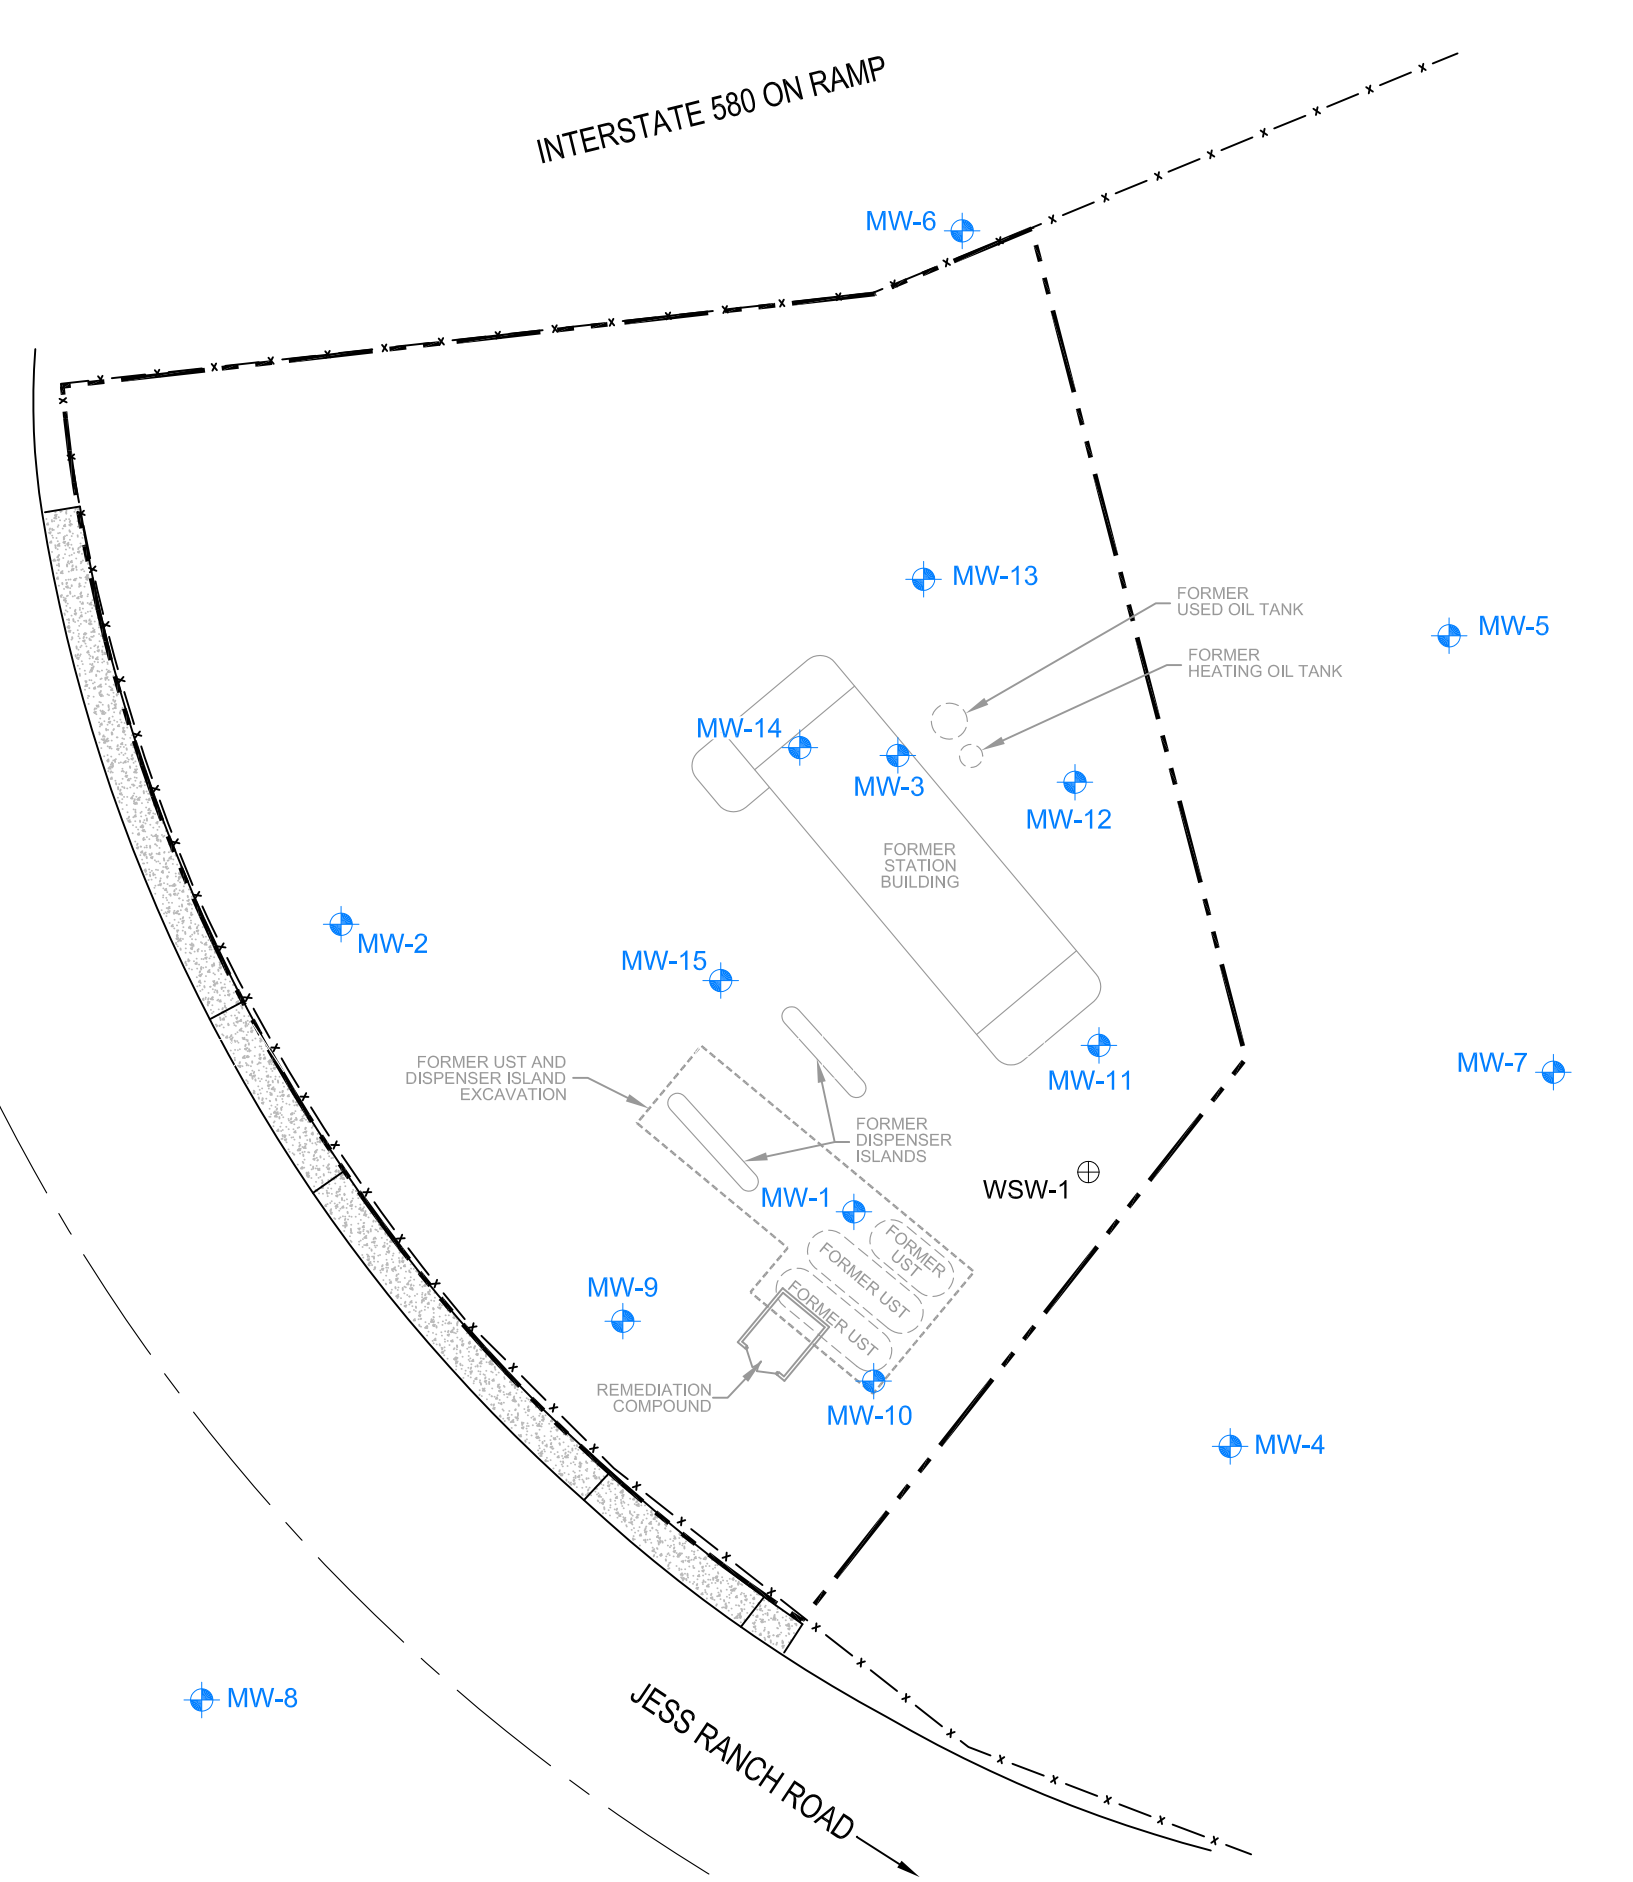 INTERSTATE 580 ON RAMP
MW-6
MW-13
FORMER
USED OIL TANK
MW-5
FORMER
HEATING OIL TANK
MW-14
MW-3
MW-12
FORMER
STATION
BUILDING
MW-2
MW-15
FORMER UST AND
DISPENSER ISLAND
EXCAVATION
MW-11
MW-7
FORMER
DISPENSER
ISLANDS
MW-1
WSW-1
FORMER
UST
FORMER UST
FORMER UST
MW-9
REMEDIATION
COMPOUND
MW-10
MW-4
MW-8
JESS RANCH ROAD